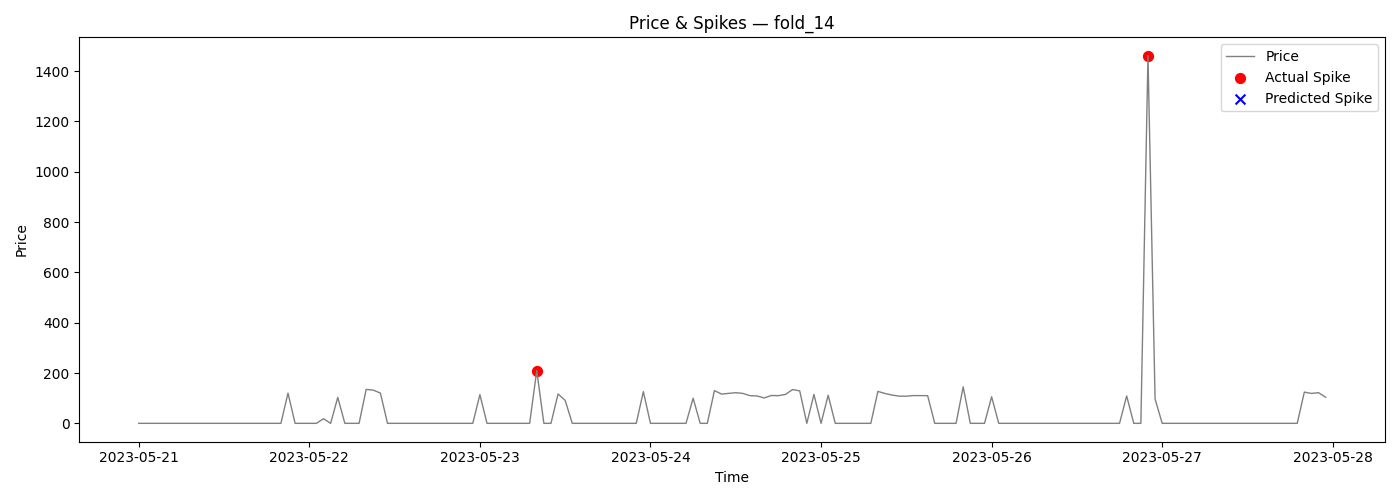 Price & Spikes — fold_14
Price
Actual Spike
Predicted Spike
1400
1200
1000
800
600
400
200
0
Price
2023-05-21
2023-05-22
2023-05-23
2023-05-24
2023-05-25
2023-05-26
2023-05-27
2023-05-28
Time